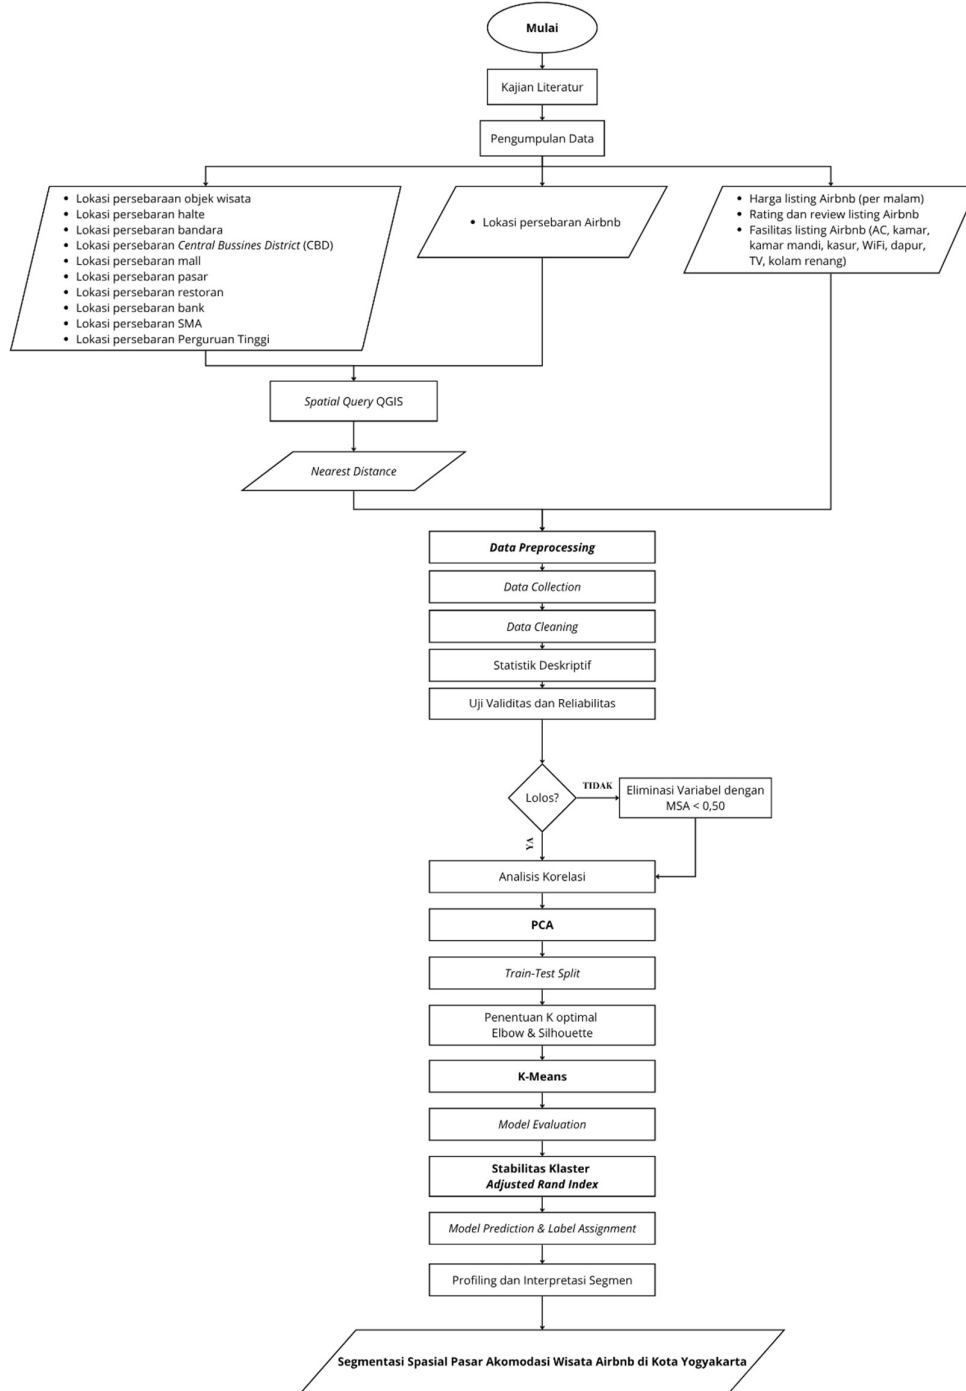 Mulai
Kajian Literatur
Pengumpulan Data
• Lokasi persebaraan objek wisata
• Lokasi persebaran halte
• Lokasi persebaran bandara
• Lokasi persebaran Central Bussines District (CBD)
• Lokasi persebaran mall
• Lokasi persebaran pasar
• Lokasi persebaran restoran
• Lokasi persebaran bank
• Lokasi persebaran SMA
• Lokasi persebaran Perguruan Tinggi
• Lokasi persebaran Airbnb
• Harga listing Airbnb (per malam)
• Rating dan review listing Airbnb
• Fasilitas listing Airbnb (AC, kamar,
kamar mandi, kasur, WiFi, dapur,
TV, kolam renang)
Spatial Query QGIS
Nearest Distance
Data Preprocessing
Data Collection
Data Cleaning
Statistik Deskriptif
Uji Validitas dan Reliabilitas
Lolos?
TIDAK
Eliminasi Variabel dengan
MSA < 0,50
YA
Analisis Korelasi
PCA
Train-Test Split
Penentuan K optimal
Elbow & Silhouette
K-Means
Model Evaluation
Stabilitas Klaster
Adjusted Rand Index
Model Prediction & Label Assignment
Profiling dan Interpretasi Segmen
Segmentasi Spasial Pasar Akomodasi Wisata Airbnb di Kota Yogyakarta